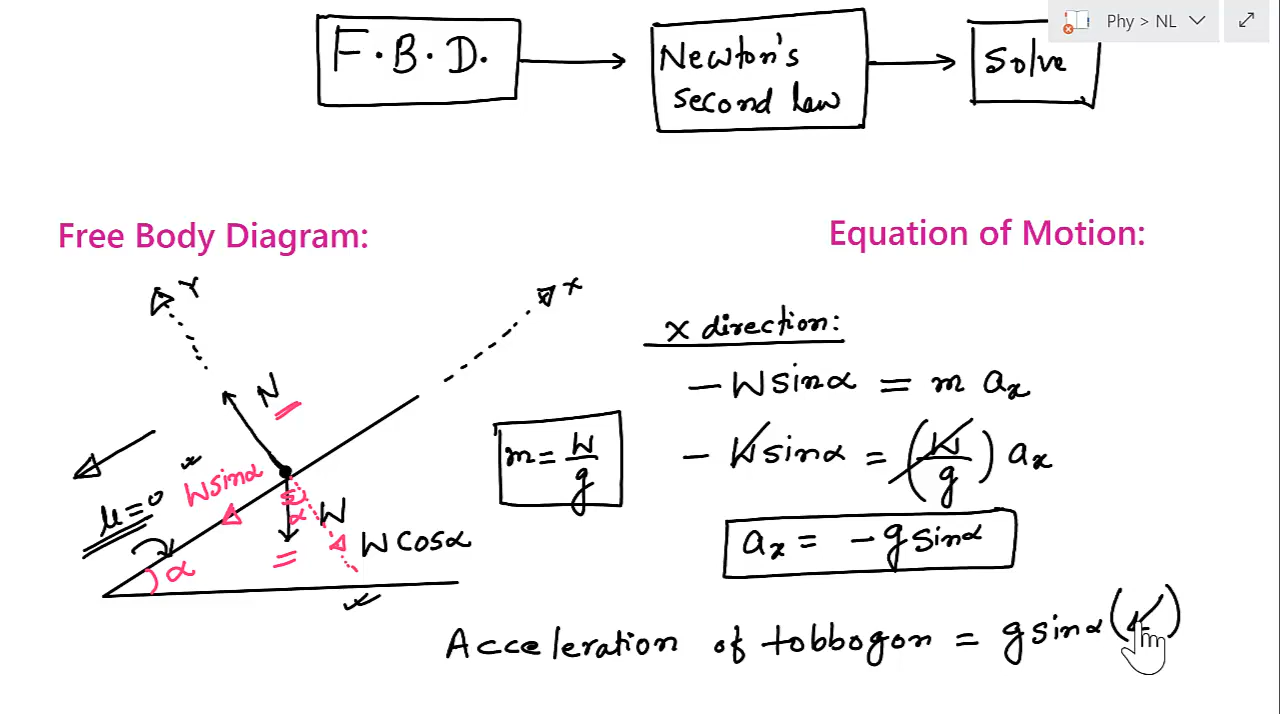 Phy > NL
F.B.D.
Newton's
second law
Solve
Free Body Diagram:
Equation of Motion:
Y
X
N
W sinα
μ=0
α
α
W
W cosα
m = W/g
x direction:
- W sinα = m aₓ
- W sinα = (W/g) aₓ
aₓ = - g sinα
Acceleration of tobbogon = g sinα (↙)